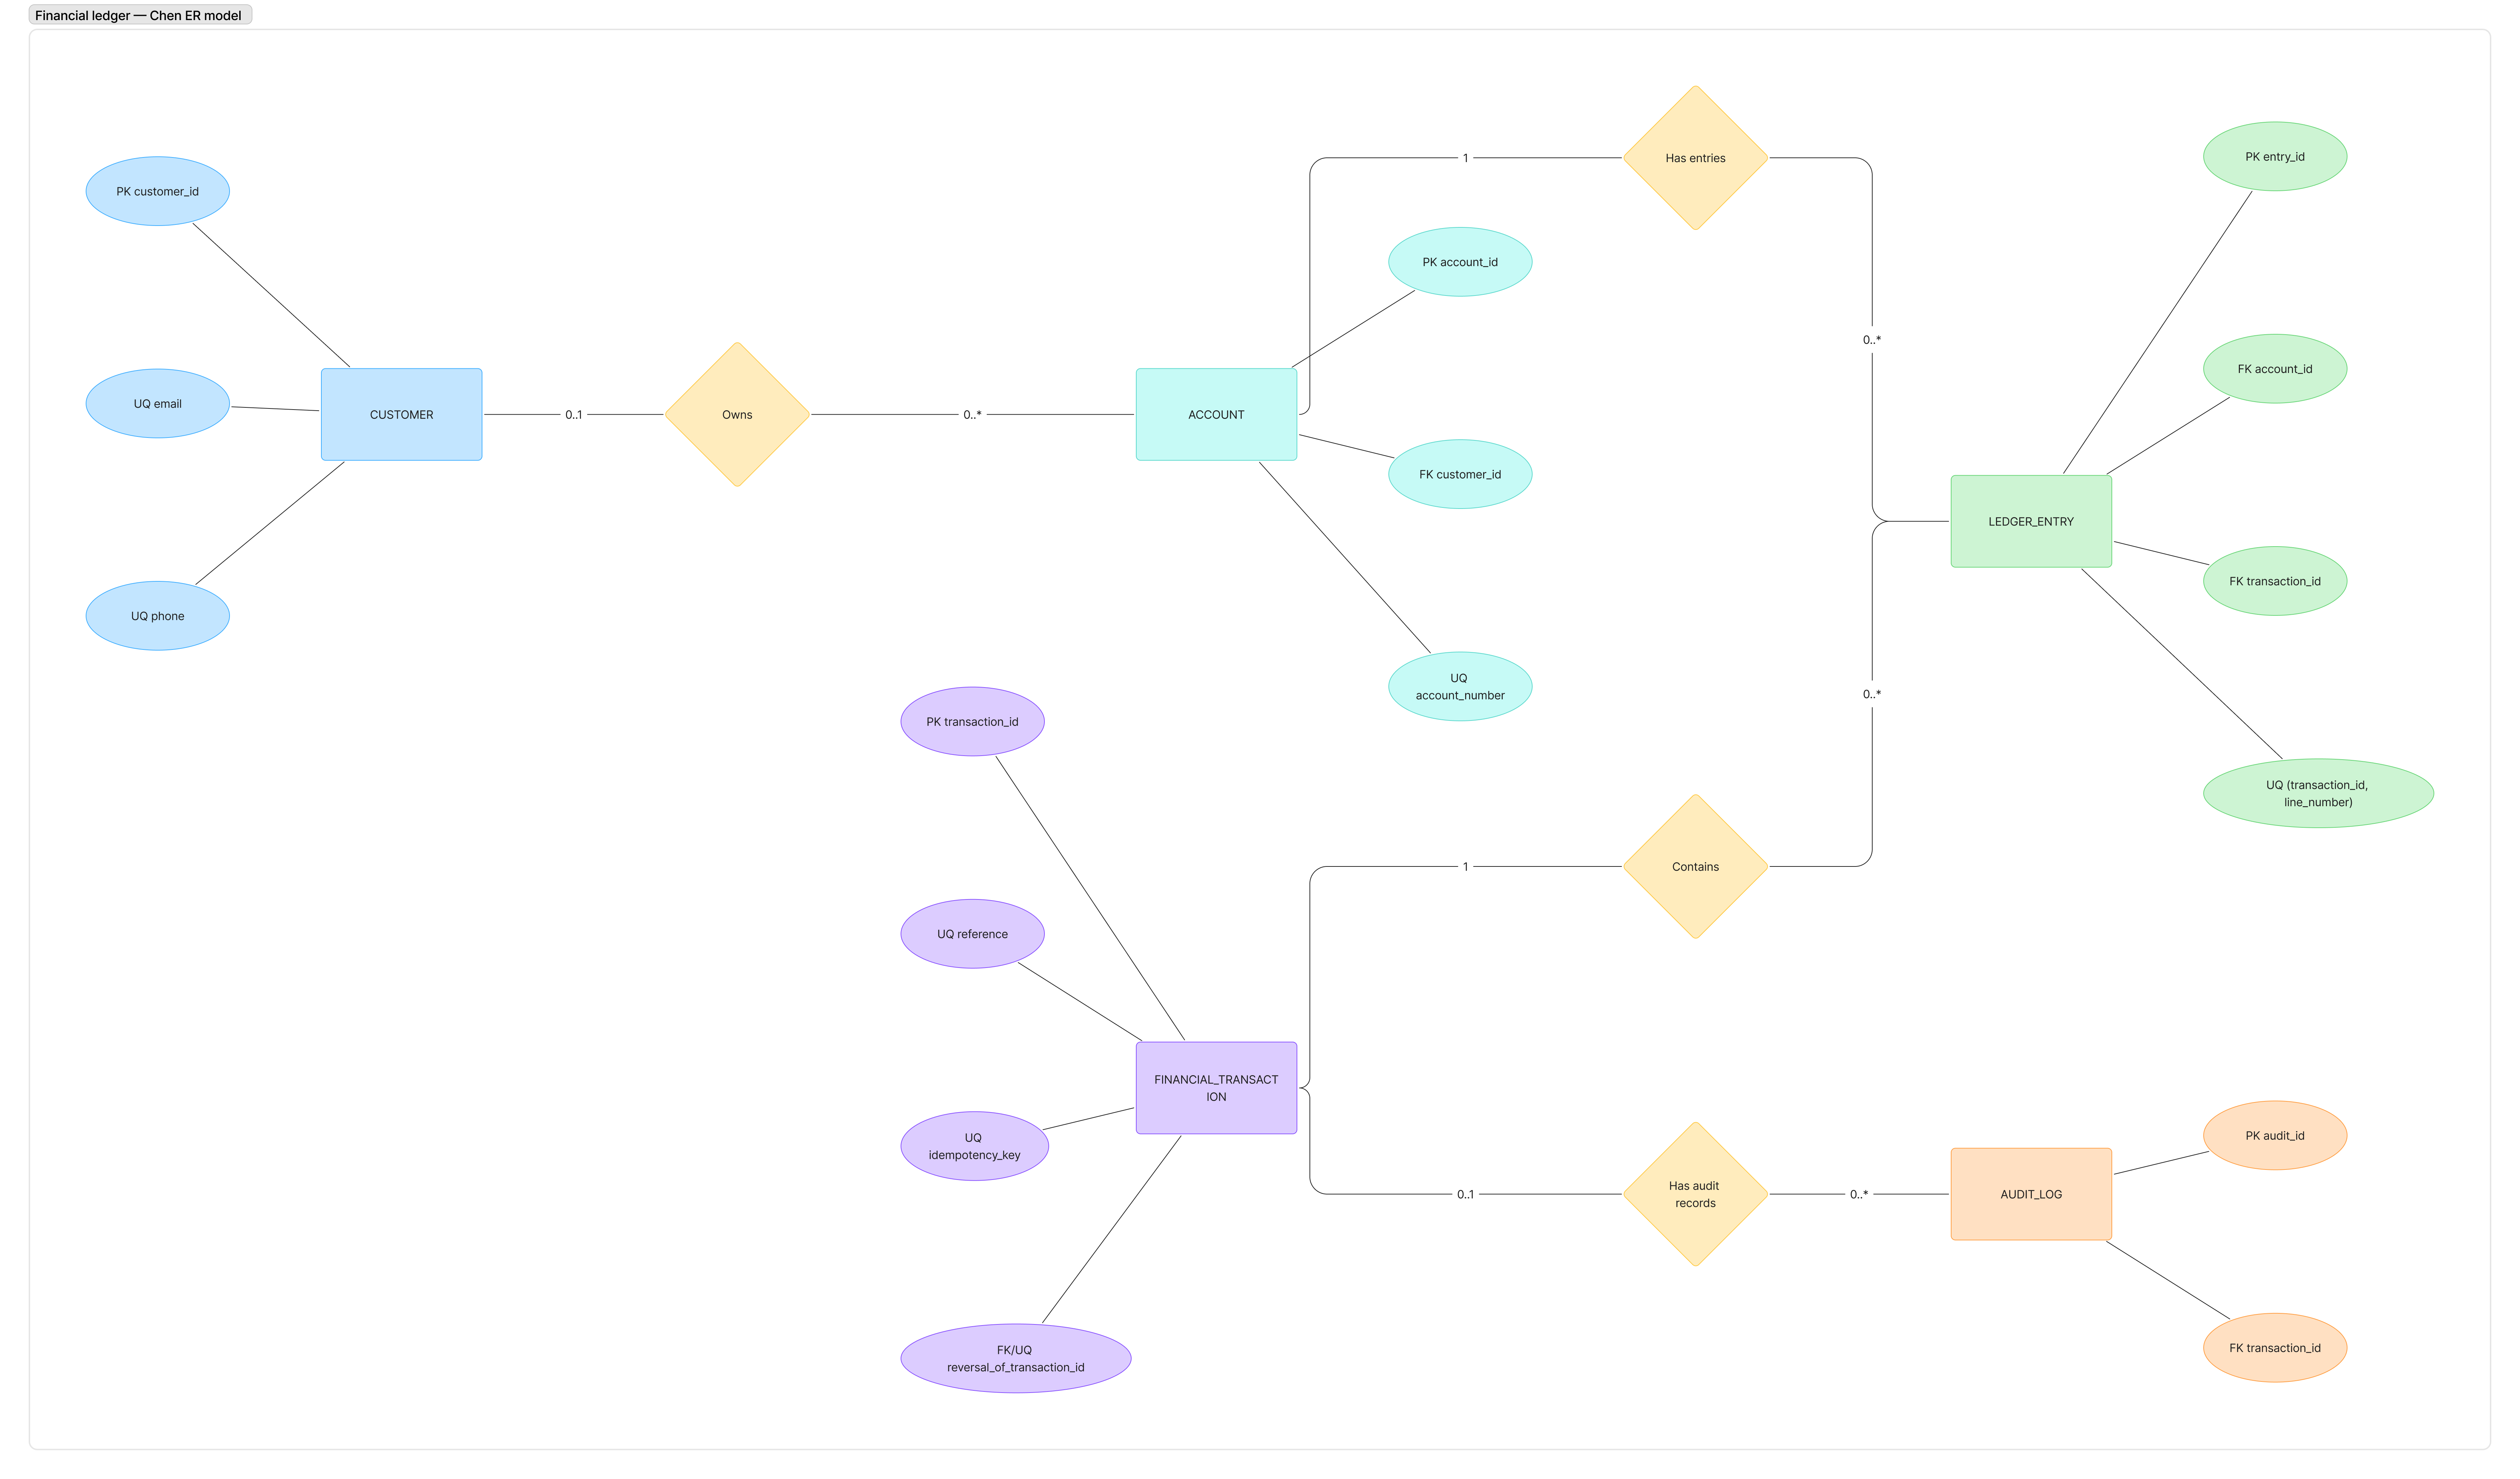 Financial ledger — Chen ER model
PK customer_id
UQ email
UQ phone
CUSTOMER
0..1
Owns
0..*
ACCOUNT
PK account_id
FK customer_id
UQ
account_number
1
Has entries
0..*
LEDGER_ENTRY
PK entry_id
FK account_id
FK transaction_id
UQ (transaction_id,
line_number)
PK transaction_id
UQ reference
UQ
idempotency_key
FK/UQ
reversal_of_transaction_id
FINANCIAL_TRANSACT
ION
1
Contains
0..*
0..1
Has audit
records
0..*
AUDIT_LOG
PK audit_id
FK transaction_id